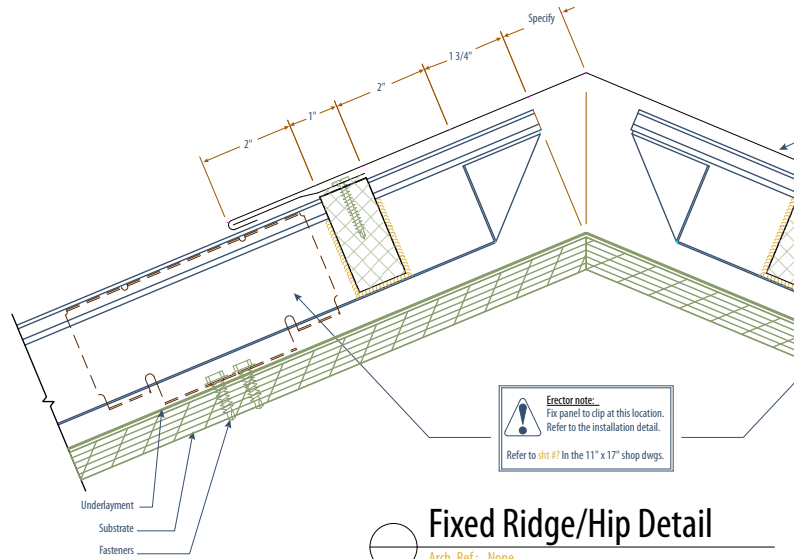 Specify
1 3/4"
2"
1"
2"
Erector note:
Fix panel to clip at this location.
Refer to the installation detail.
Refer to sht #? In the 11" x 17" shop dwgs.
Underlayment
Substrate
Fasteners
Fixed Ridge/Hip Detail
Arch. Ref.: None